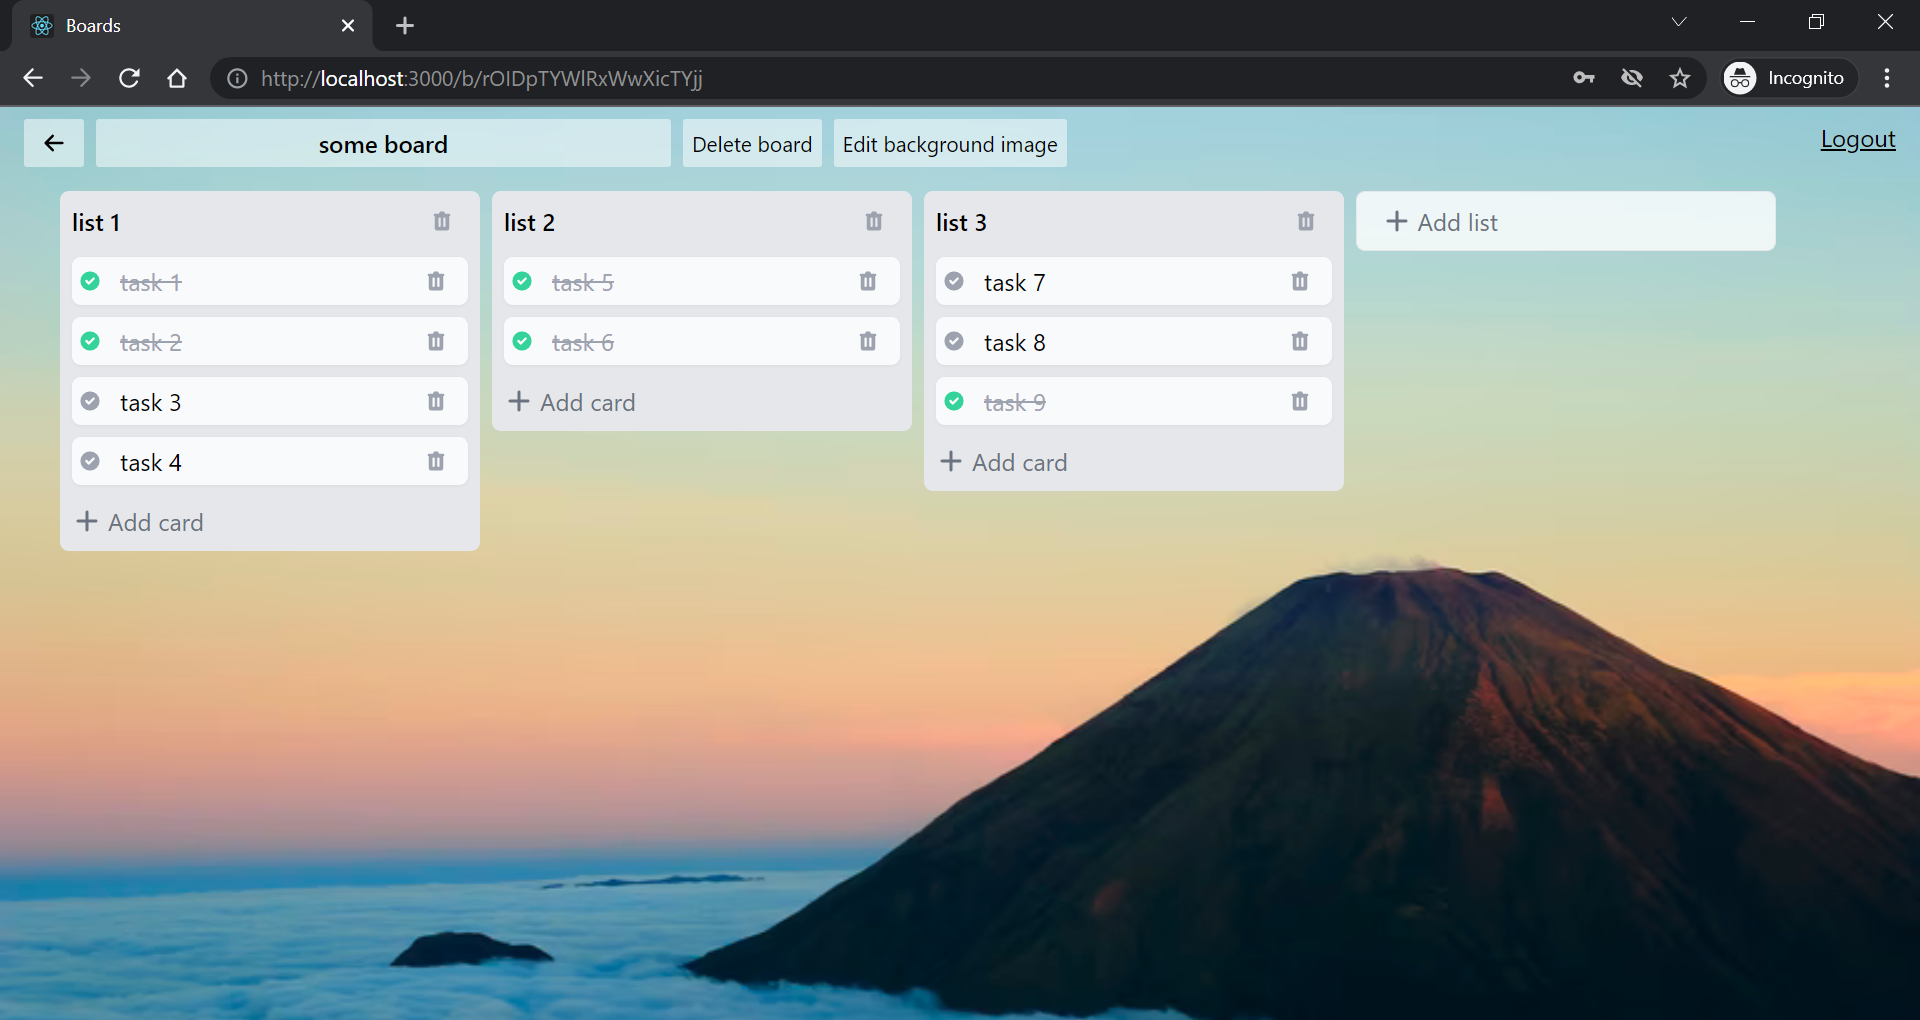 Boards
http://localhost:3000/b/rOIDpTYWlRxWwXicTYjj
Incognito
some board
Delete board
Edit background image
Logout
list 1
task 1
task 2
task 3
task 4
Add card
list 2
task 5
task 6
Add card
list 3
task 7
task 8
task 9
Add card
Add list